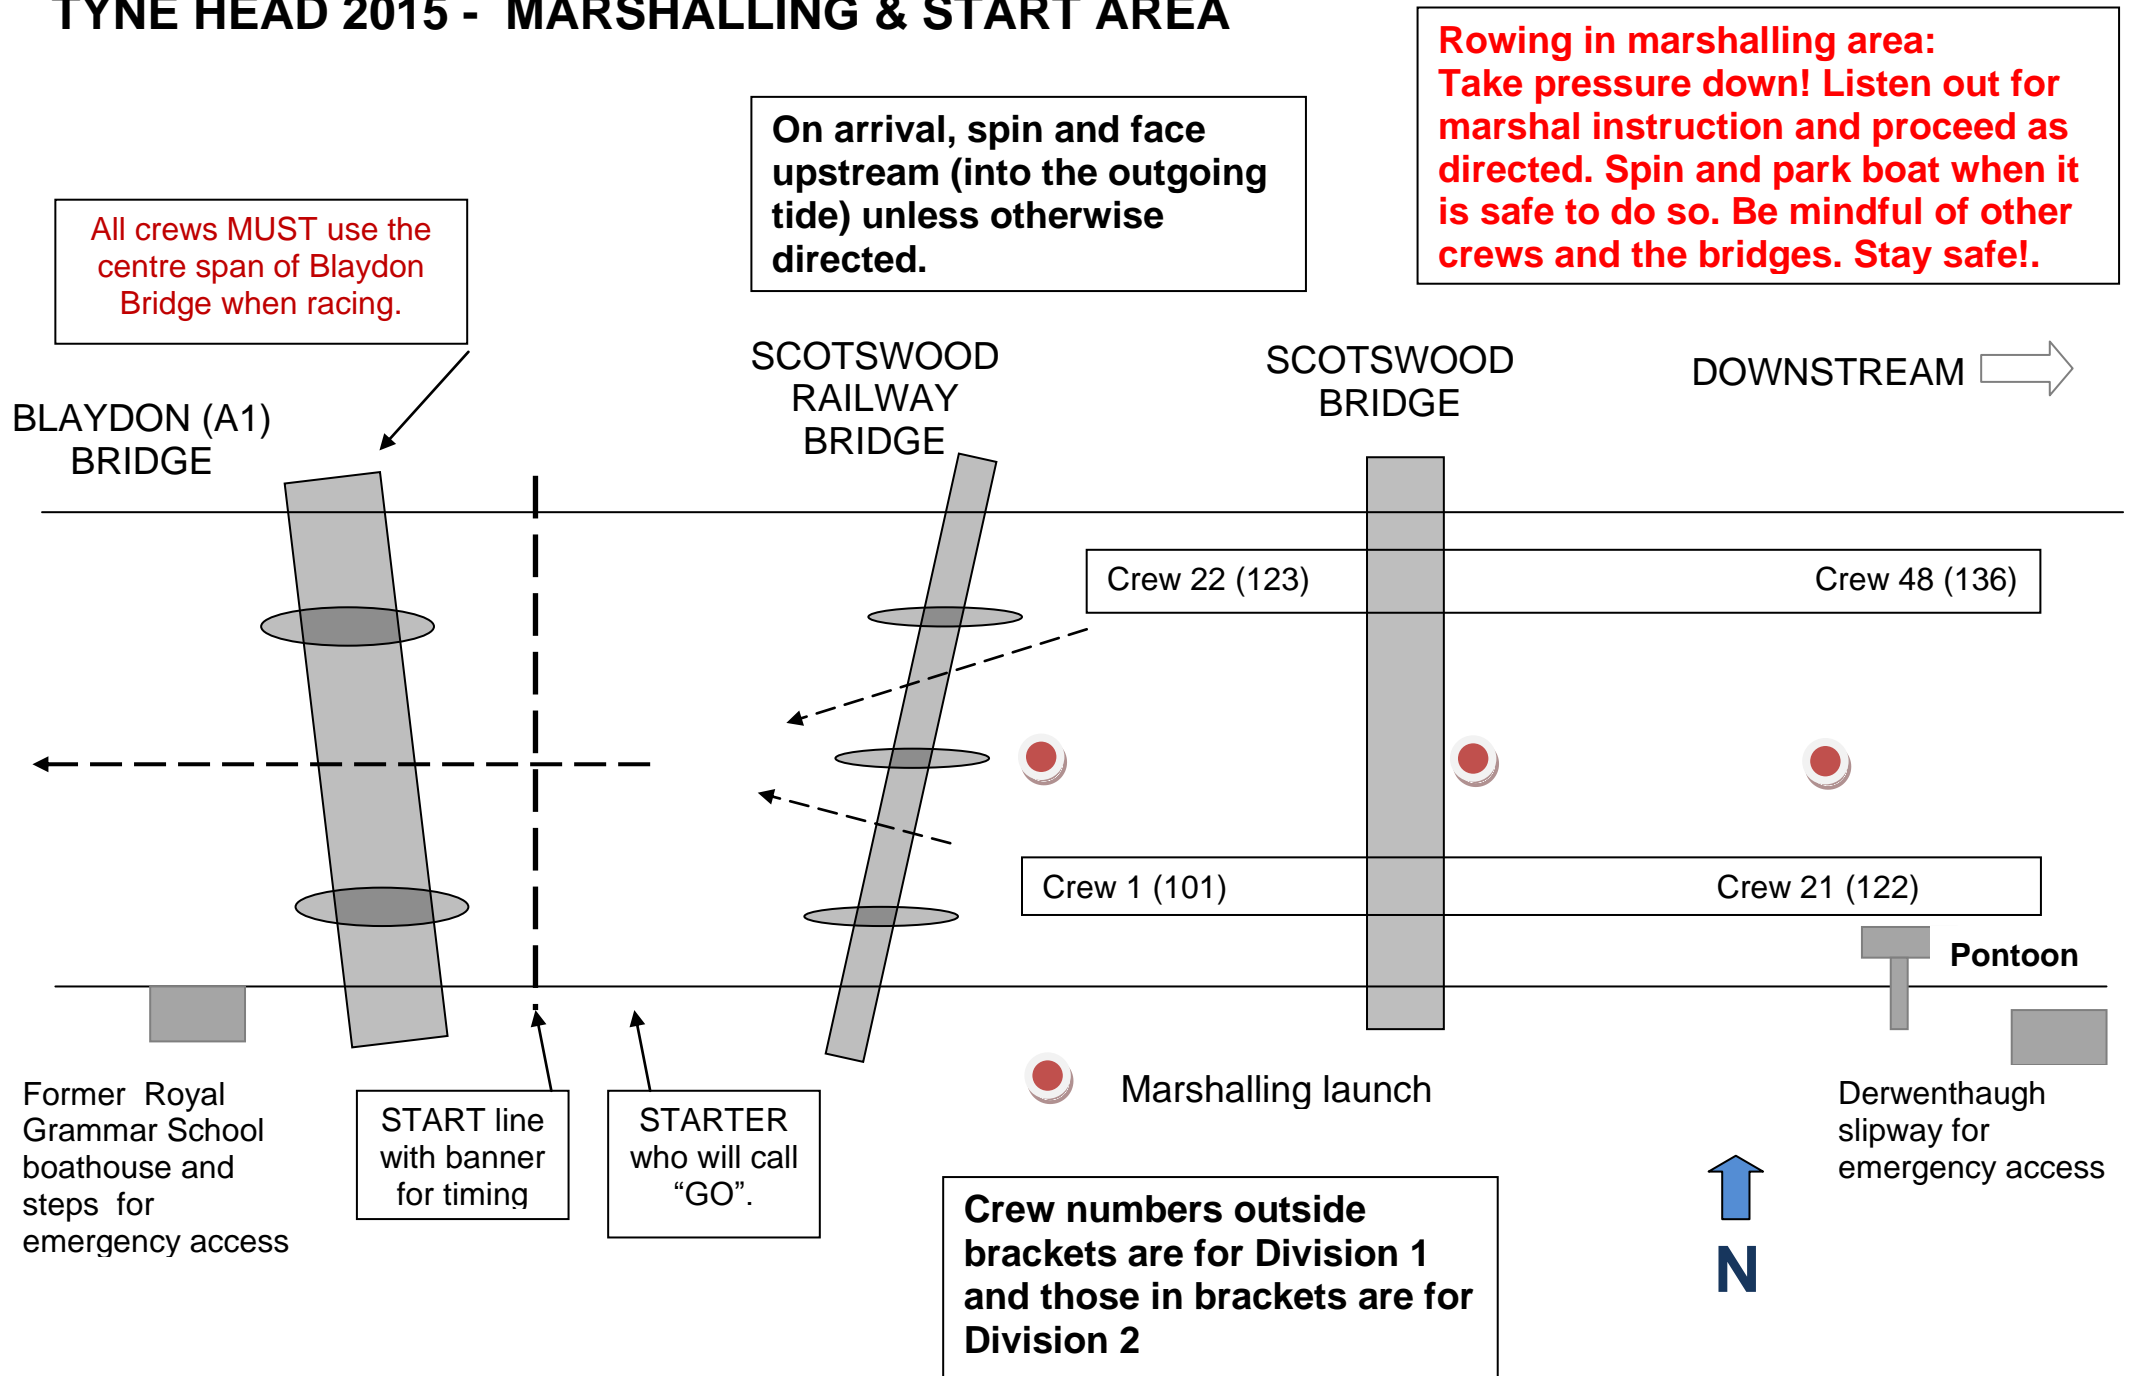 TYNE HEAD 2015 - MARSHALLING & START AREA
Rowing in marshalling area:
Take pressure down! Listen out for
marshal instruction and proceed as
directed. Spin and park boat when it
is safe to do so. Be mindful of other
crews and the bridges. Stay safe!.
On arrival, spin and face
upstream (into the outgoing
tide) unless otherwise
directed.
All crews MUST use the
centre span of Blaydon
Bridge when racing.
BLAYDON (A1)
BRIDGE
SCOTSWOOD
RAILWAY
BRIDGE
SCOTSWOOD
BRIDGE
DOWNSTREAM
Crew 22 (123)
Crew 48 (136)
Crew 1 (101)
Crew 21 (122)
Pontoon
Former Royal
Grammar School
boathouse and
steps for
emergency access
START line
with banner
for timing
STARTER
who will call
“GO”.
Marshalling launch
Derwenthaugh
slipway for
emergency access
Crew numbers outside
brackets are for Division 1
and those in brackets are for
Division 2
N